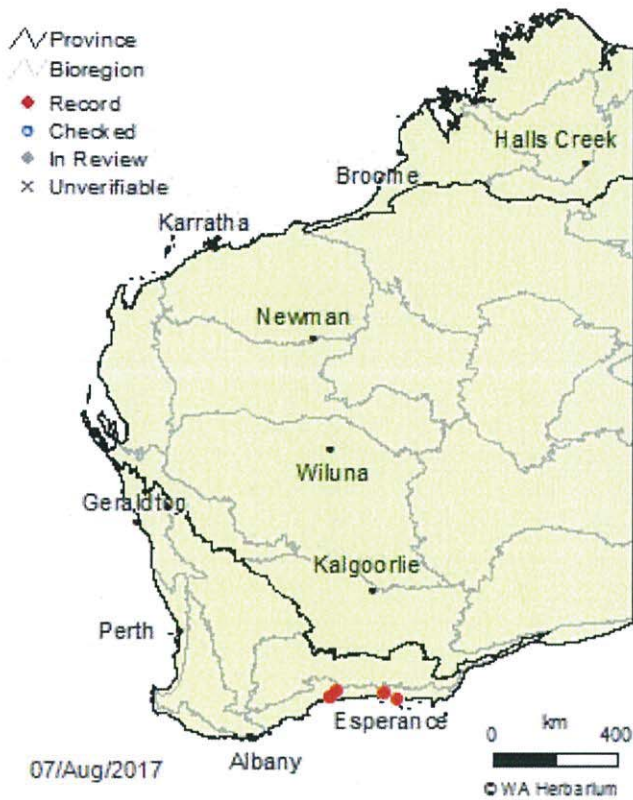 Province
Bioregion
Record
Checked
In Review
Unverifiable
Halls Creek
Broome
Karratha
Newman
Wiluna
Geraldton
Kalgoorlie
Perth
Esperance
Albany
0 km 400
07/Aug/2017
© WA Herbarium